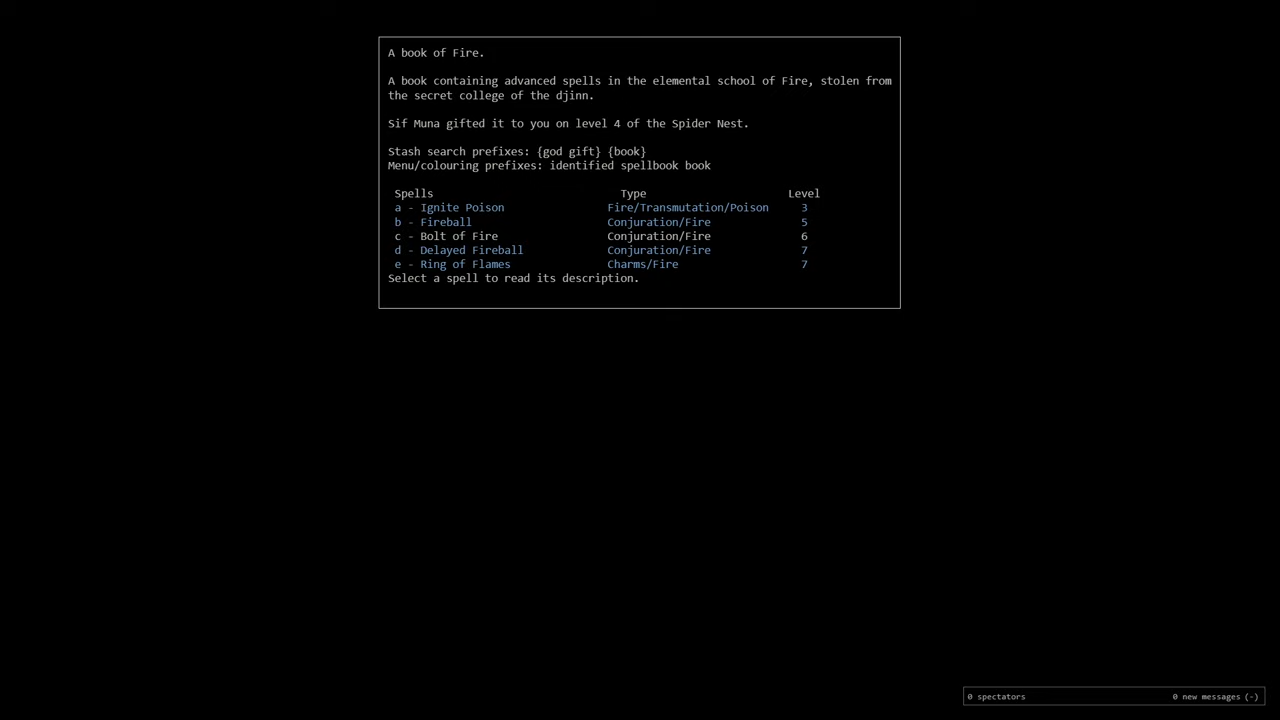 A book of Fire.
A book containing advanced spells in the elemental school of Fire, stolen from
the secret college of the djinn.
Sif Muna gifted it to you on level 4 of the Spider Nest.
Stash search prefixes: {god gift} {book}
Menu/colouring prefixes: identified spellbook book
Spells Type Level
a - Ignite Poison Fire/Transmutation/Poison 3
b - Fireball Conjuration/Fire 5
c - Bolt of Fire Conjuration/Fire 6
d - Delayed Fireball Conjuration/Fire 7
e - Ring of Flames Charms/Fire 7
Select a spell to read its description.
0 spectators 0 new messages (-)